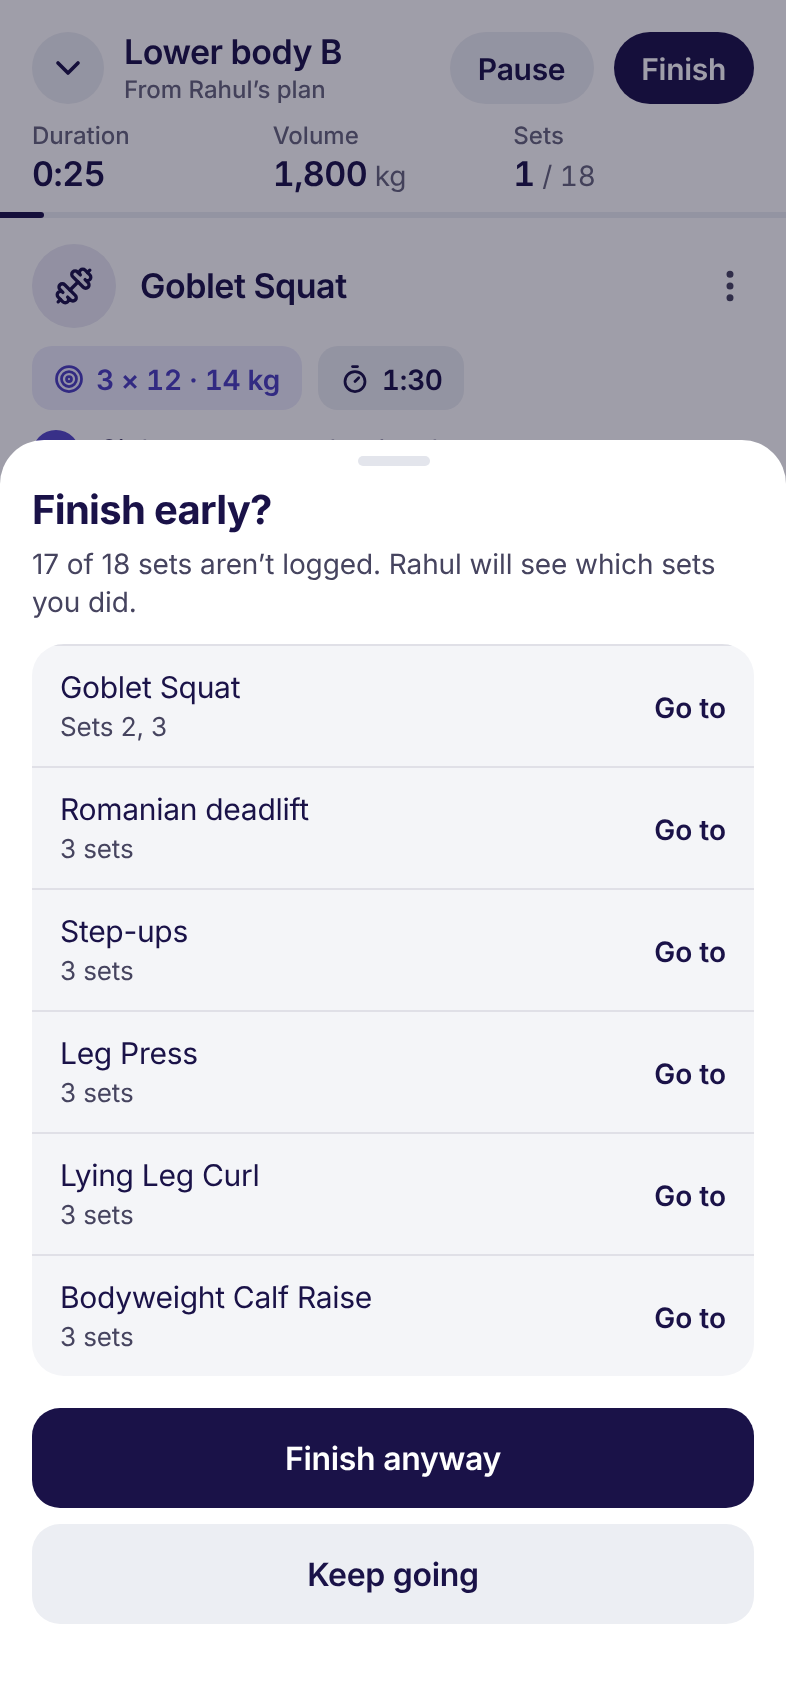 Lower body B
From Rahul’s plan
Pause
Finish
Duration
0:25
Volume
1,800 kg
Sets
1 / 18
Goblet Squat
3 × 12 · 14 kg
1:30
Finish early?
17 of 18 sets aren’t logged. Rahul will see which sets
you did.
Goblet Squat
Sets 2, 3
Go to
Romanian deadlift
3 sets
Go to
Step-ups
3 sets
Go to
Leg Press
3 sets
Go to
Lying Leg Curl
3 sets
Go to
Bodyweight Calf Raise
3 sets
Go to
Finish anyway
Keep going